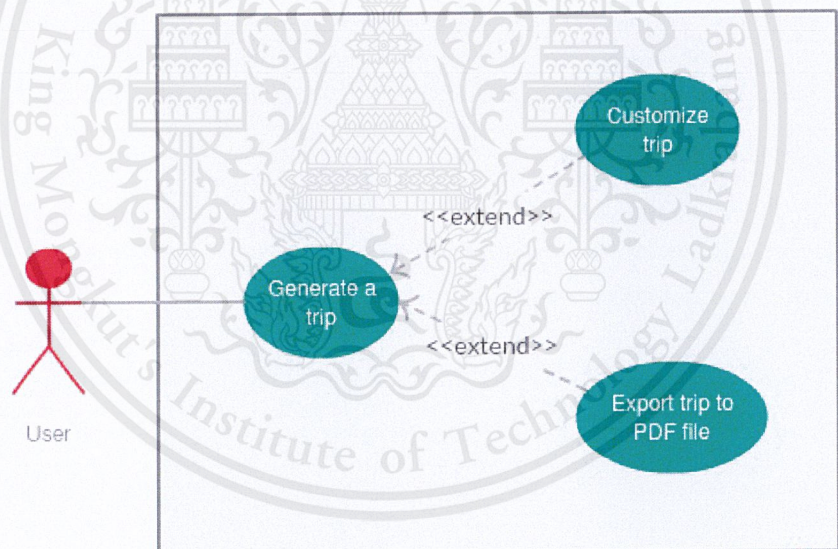 Customize
trip
<<extend>>
Generate a
trip
<<extend>>
Export trip to
PDF file
User
King Mongkut's Institute of Technology Ladkrabang